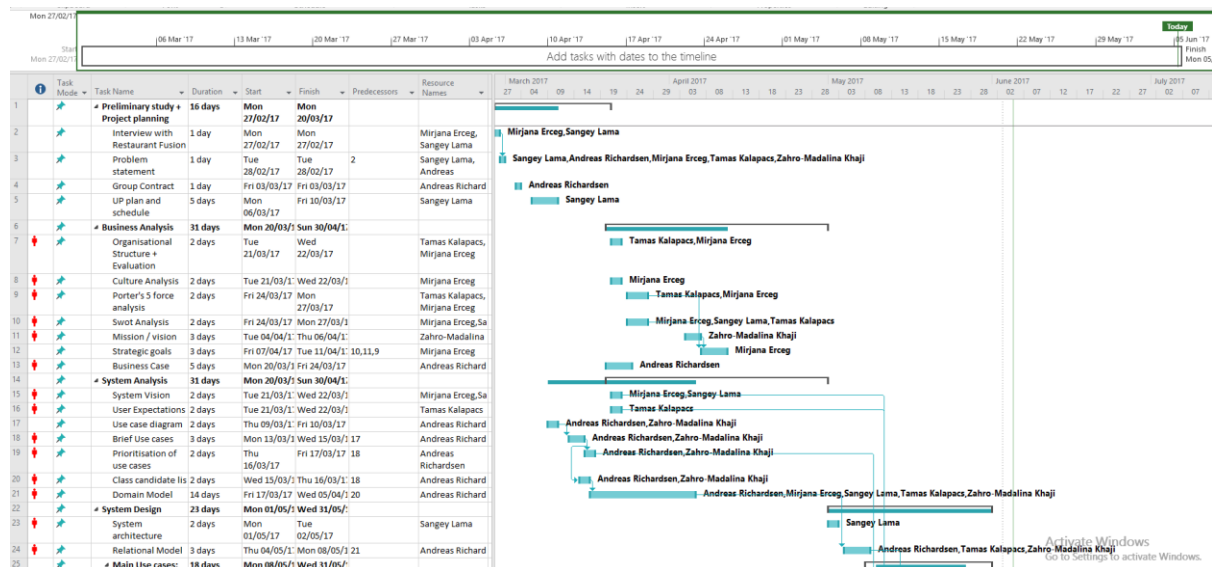 Mon 27/02/17
Today
06 Mar '17 13 Mar '17 20 Mar '17 27 Mar '17 03 Apr '17 10 Apr '17 17 Apr '17 24 Apr '17 01 May '17 08 May '17 15 May '17 22 May '17 29 May '17 05 Jun '17
Start
Mon 27/02/17
Add tasks with dates to the timeline
Finish
Mon 05,
Task Mode Task Name Duration Start Finish Predecessors Resource Names
March 2017 April 2017 May 2017 June 2017 July 2017
27 04 09 14 19 24 29 03 08 13 18 23 28 03 08 13 18 23 28 02 07 12 17 22 27 02 07
1 Preliminary study + Project planning 16 days Mon 27/02/17 Mon 20/03/17
2 Interview with Restaurant Fusion 1 day Mon 27/02/17 Mon 27/02/17 Mirjana Erceg, Sangey Lama
Mirjana Erceg,Sangey Lama
3 Problem statement 1 day Tue 28/02/17 Tue 28/02/17 2 Sangey Lama, Andreas
Sangey Lama,Andreas Richardsen,Mirjana Erceg,Tamas Kalapacs,Zahro-Madalina Khaji
4 Group Contract 1 day Fri 03/03/17 Fri 03/03/17 Andreas Richard
Andreas Richardsen
5 UP plan and schedule 5 days Mon 06/03/17 Fri 10/03/17 Sangey Lama
Sangey Lama
6 Business Analysis 31 days Mon 20/03/1 Sun 30/04/1
7 Organisational Structure + Evaluation 2 days Tue 21/03/17 Wed 22/03/17 Tamas Kalapacs, Mirjana Erceg
Tamas Kalapacs,Mirjana Erceg
8 Culture Analysis 2 days Tue 21/03/1 Wed 22/03/1 Mirjana Erceg
Mirjana Erceg
9 Porter's 5 force analysis 2 days Fri 24/03/17 Mon 27/03/17 Tamas Kalapacs, Mirjana Erceg
Tamas Kalapacs,Mirjana Erceg
10 Swot Analysis 2 days Fri 24/03/17 Mon 27/03/1 Mirjana Erceg,Sa
Mirjana Erceg,Sangey Lama,Tamas Kalapacs
11 Mission / vision 3 days Tue 04/04/1 Thu 06/04/1 Zahro-Madalina
Zahro-Madalina Khaji
12 Strategic goals 3 days Fri 07/04/17 Tue 11/04/1 10,11,9 Mirjana Erceg
Mirjana Erceg
13 Business Case 5 days Mon 20/03/1 Fri 24/03/17 Andreas Richard
Andreas Richardsen
14 System Analysis 31 days Mon 20/03/1 Sun 30/04/1
15 System Vision 2 days Tue 21/03/1 Wed 22/03/1 Mirjana Erceg,Sa
Mirjana Erceg,Sangey Lama
16 User Expectations 2 days Tue 21/03/1 Wed 22/03/1 Tamas Kalapacs
Tamas Kalapacs
17 Use case diagram 2 days Thu 09/03/1 Fri 10/03/17 Andreas Richard
Andreas Richardsen,Zahro-Madalina Khaji
18 Brief Use cases 3 days Mon 13/03/1 Wed 15/03/1 17 Andreas Richard
Andreas Richardsen,Zahro-Madalina Khaji
19 Prioritisation of use cases 2 days Thu 16/03/17 Fri 17/03/17 18 Andreas Richardsen
Andreas Richardsen,Zahro-Madalina Khaji
20 Class candidate lis 2 days Wed 15/03/1 Thu 16/03/1 18 Andreas Richard
Andreas Richardsen,Zahro-Madalina Khaji
21 Domain Model 14 days Fri 17/03/17 Wed 05/04/1 20 Andreas Richard
Andreas Richardsen,Mirjana Erceg,Sangey Lama,Tamas Kalapacs,Zahro-Madalina Khaji
22 System Design 23 days Mon 01/05/1 Wed 31/05/
23 System architecture 2 days Mon 01/05/17 Tue 02/05/17 Sangey Lama
Sangey Lama
24 Relational Model 3 days Thu 04/05/1 Mon 08/05/1 21 Andreas Richard
Andreas Richardsen,Tamas Kalapacs,Zahro-Madalina Khaji
25 Main Use cases: 18 days Mon 08/05/1 Wed 31/05/
Activate Windows
Go to Settings to activate Windows.